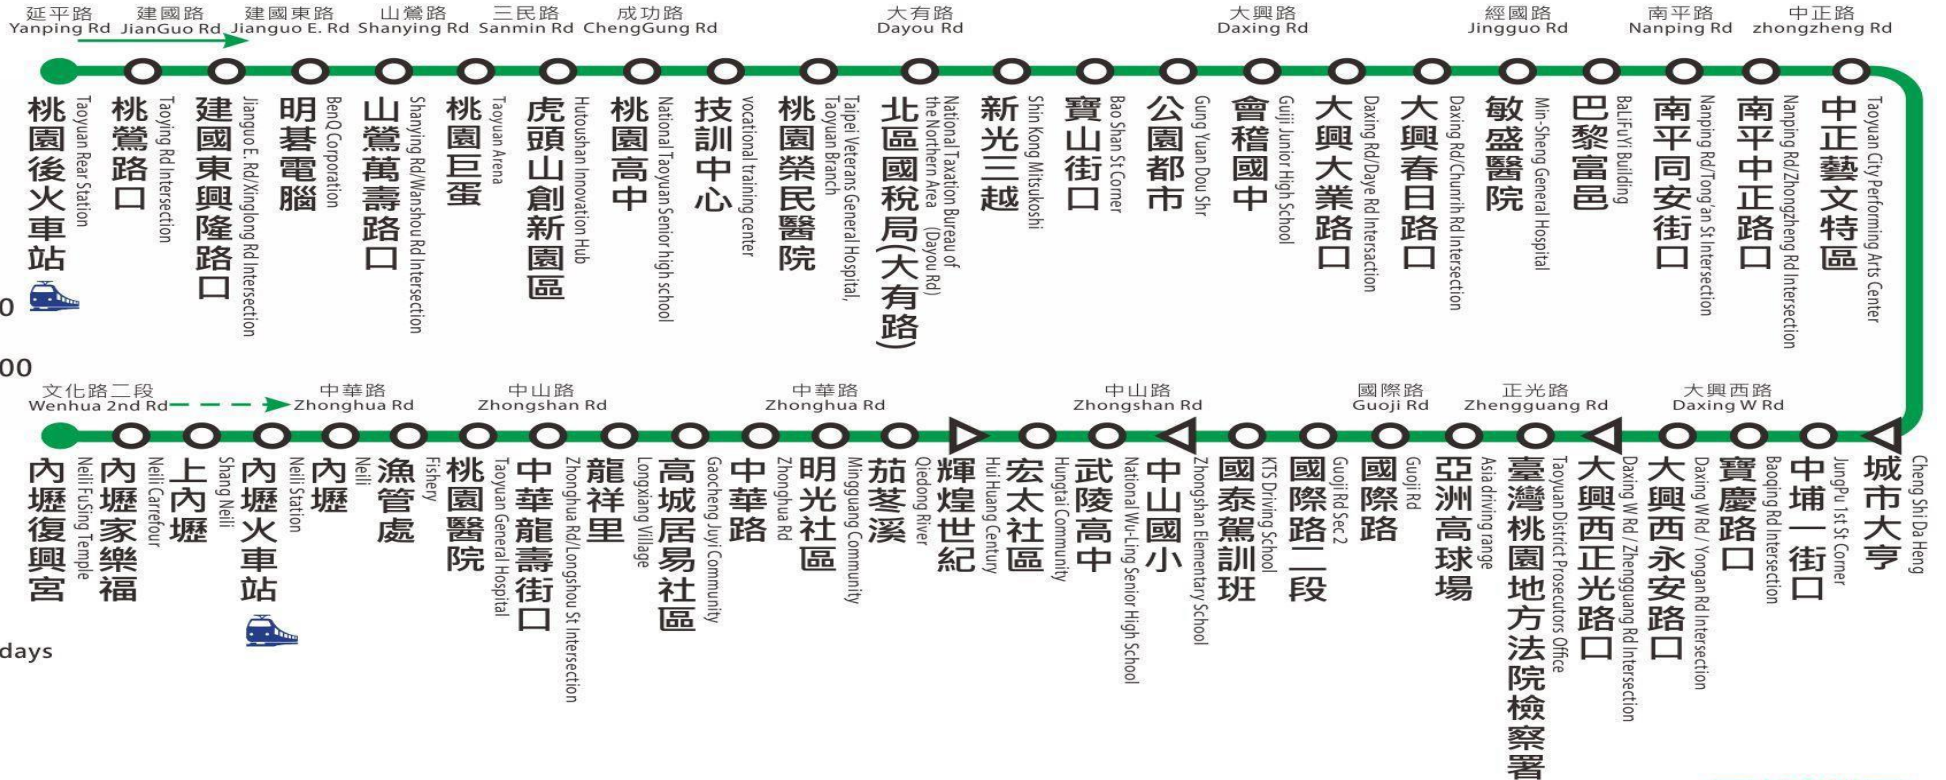 延平路 建國路 建國東路 山鶯路 三民路 成功路 大有路 大興路 經國路 南平路 中正路
Yanping Rd JianGuo Rd Jianguo E. Rd Shanying Rd Sanmin Rd ChengGung Rd Dayou Rd Daxing Rd Jingguo Rd Nanping Rd zhongzheng Rd
桃園後火車站
Taoyuan Rear Station
桃鶯路口
Taoying Rd Intersection
建國東興隆路口
Jianguo E. Rd/Xinglong Rd Intersection
明碁電腦
BenQ Corporation
山鶯萬壽路口
Shanying Rd/Wanshou Rd Intersection
桃園巨蛋
Taoyuan Arena
虎頭山創新園區
Hutoushan Innovation Hub
桃園高中
National Taoyuan Senior high school
技訓中心
vocational training center
桃園榮民醫院
Taipei Veterans General Hospital,
Taoyuan Branch
北區國稅局(大有路)
National Taxation Bureau of
the Northern Area (Dayou Rd)
新光三越
Shin Kong Mitsukoshi
寶山街口
Bao Shan St Corner
公園都市
Gung Yuan Dou Shr
會稽國中
Guiji Junior High School
大興大業路口
Daxing Rd/Daye Rd Intersaction
大興春日路口
Daxing Rd/Chunrih Rd Intersection
敏盛醫院
Min-Sheng General Hospital
巴黎富邑
BaLiFuYi Building
南平同安街口
Nanping Rd/Tong'an St Intersection
南平中正路口
Nanping Rd/Zhongzheng Rd Intersection
中正藝文特區
Taoyuan City Performing Arts Center
0
00
文化路二段 中華路 中山路 中華路 中山路 國際路 正光路 大興西路
Wenhua 2nd Rd Zhonghua Rd Zhongshan Rd Zhonghua Rd Zhongshan Rd Guoji Rd Zhengguang Rd Daxing W Rd
內壢復興宮
Neili FuSing Temple
內壢家樂福
Neili Carrefour
上內壢
Shang Neili
內壢火車站
Neili Station
內壢
Neili
漁管處
Fishery
桃園醫院
Taoyuan General Hospital
中華龍壽街口
Zhonghua Rd/Longshou St Intersection
龍祥里
Longxiang Village
高城居易社區
Gaocheng Juyi Community
中華路
Zhonghua Rd
明光社區
Mingguang Community
茄苳溪
Qiedong River
輝煌世紀
Hui Huang Century
宏太社區
Hungtai Community
武陵高中
National Wu-Ling Senior High School
中山國小
Zhongshan Elementary School
國泰駕訓班
KTS Driving School
國際路二段
Guoji Rd Sec 2
國際路
Guoji Rd
亞洲高球場
Asia driving range
臺灣桃園地方法院檢察署
Taoyuan District Prosecutors Office
大興西正光路口
Daxing W Rd / Zhengguang Rd Intersection
大興西永安路口
Daxing W Rd / Yongan Rd Intersection
寶慶路口
Baoqing Rd Intersection
中埔一街口
JungPu 1st St Corner
城市大亨
Cheng Shi Da Heng
days